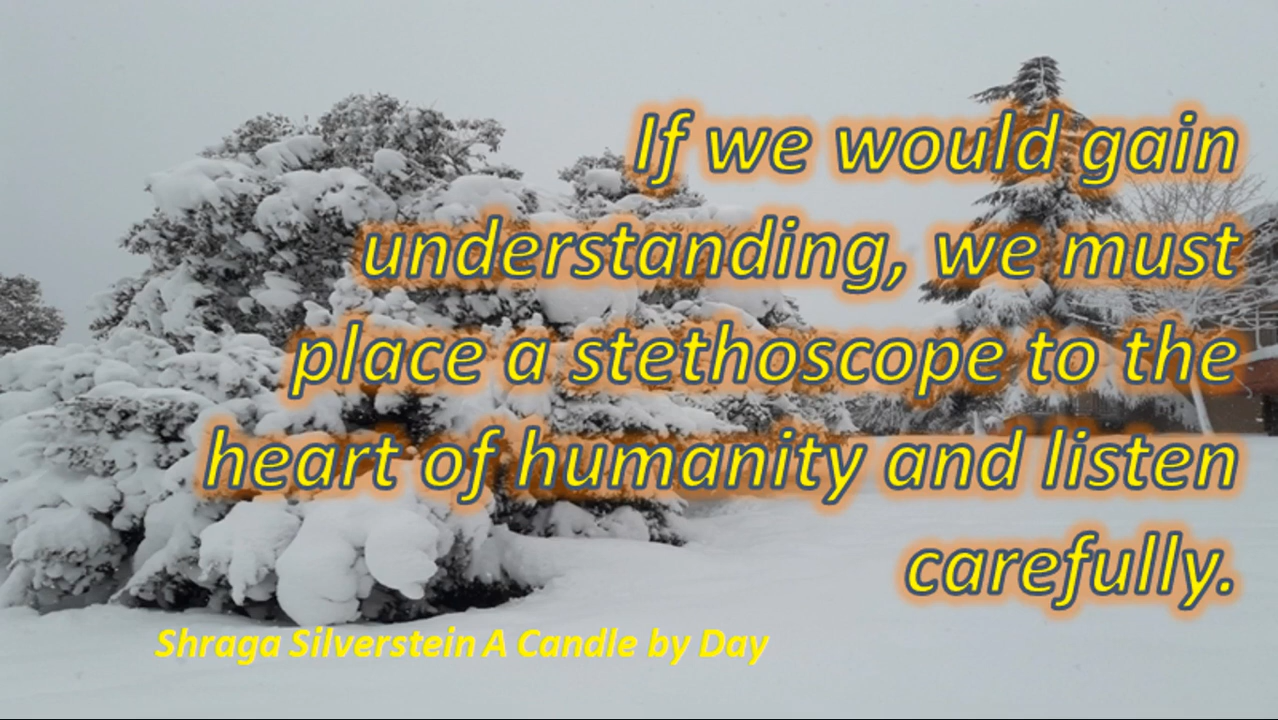 If we would gain
understanding, we must
place a stethoscope to the
heart of humanity and listen
carefully.
Shraga Silverstein A Candle by Day